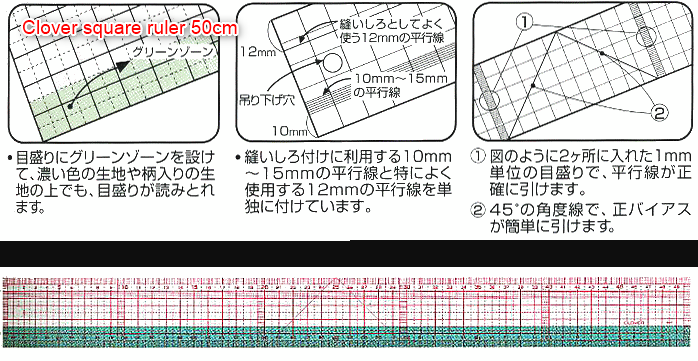 Clover square ruler 50cm
グリーンゾーン
・目盛りにグリーンゾーンを設け
て、濃い色の生地や柄入りの生
地の上でも、目盛りが読みとれ
ます。
縫いしろとしてよく
使う12mmの平行線
12mm
10mm〜15mm
の平行線
吊り下げ穴
10mm
・縫いしろ付けに利用する10mm
〜15mmの平行線と特によく
使用する12mmの平行線を単
独に付けています。
①
②
① 図のように2ヶ所に入れた1mm
単位の目盛りで、平行線が正
確に引けます。
② 45°の角度線で、正バイアス
が簡単に引けます。